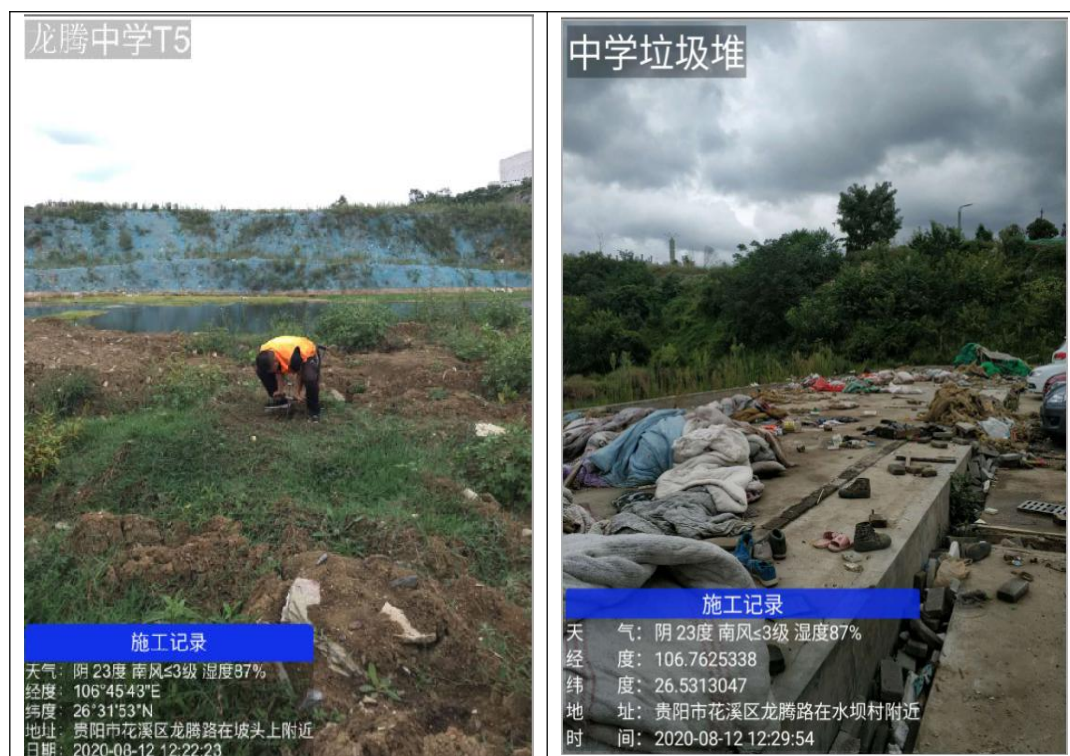 龙腾中学T5
施工记录
天气：阴 23度 南风≤3级 湿度87%
经度：106°45'43"E
纬度：26°31'53"N
地址：贵阳市花溪区龙腾路在坡头上附近
日期：2020-08-12 12:22:23
中学垃圾堆
施工记录
天 气：阴 23度 南风≤3级 湿度87%
经 度：106.7625338
纬 度：26.5313047
地 址：贵阳市花溪区龙腾路在水坝村附近
时 间：2020-08-12 12:29:54